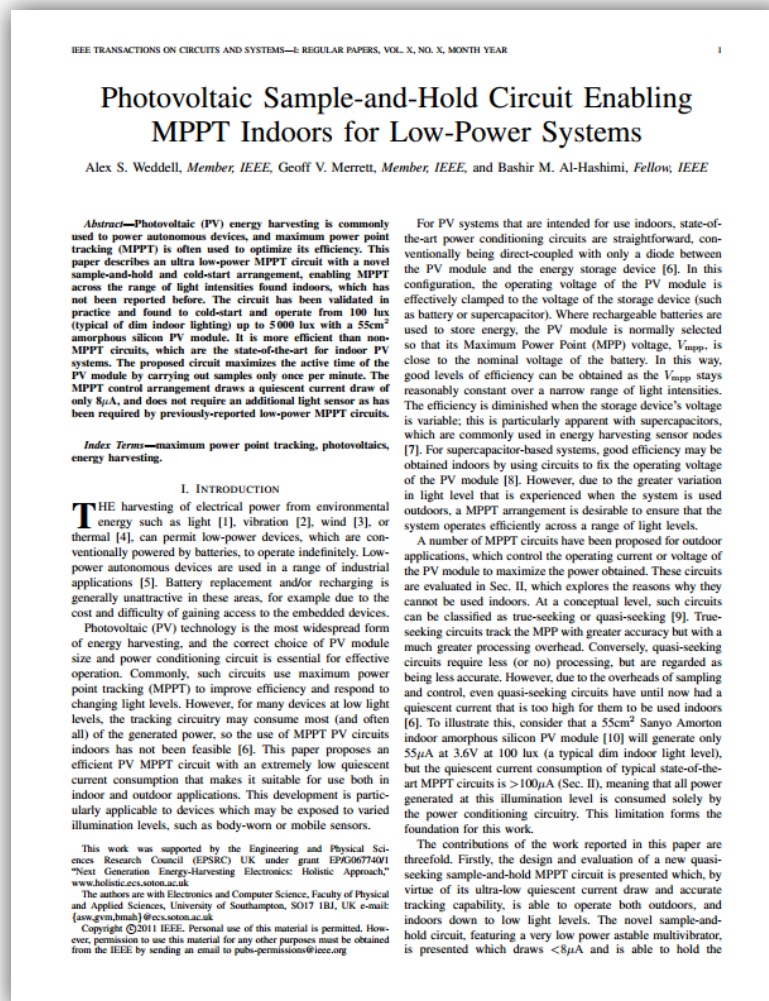 IEEE TRANSACTIONS ON CIRCUITS AND SYSTEMS—I: REGULAR PAPERS, VOL. X, NO. X, MONTH YEAR 1
Photovoltaic Sample-and-Hold Circuit Enabling
MPPT Indoors for Low-Power Systems
Alex S. Weddell, Member, IEEE, Geoff V. Merrett, Member, IEEE, and Bashir M. Al-Hashimi, Fellow, IEEE
Abstract—Photovoltaic (PV) energy harvesting is commonly
used to power autonomous devices, and maximum power point
tracking (MPPT) is often used to optimize its efficiency. This
paper describes an ultra low-power MPPT circuit with a novel
sample-and-hold and cold-start arrangement, enabling MPPT
across the range of light intensities found indoors, which has
not been reported before. The circuit has been validated in
practice and found to cold-start and operate from 100 lux
(typical of dim indoor lighting) up to 5 000 lux with a 55cm²
amorphous silicon PV module. It is more efficient than non-
MPPT circuits, which are the state-of-the-art for indoor PV
systems. The proposed circuit maximizes the active time of the
PV module by carrying out samples only once per minute. The
MPPT control arrangement draws a quiescent current draw of
only 8μA, and does not require an additional light sensor as has
been required by previously-reported low-power MPPT circuits.
Index Terms—maximum power point tracking, photovoltaics,
energy harvesting.
I. INTRODUCTION
THE harvesting of electrical power from environmental
energy such as light [1], vibration [2], wind [3], or
thermal [4], can permit low-power devices, which are con-
ventionally powered by batteries, to operate indefinitely. Low-
power autonomous devices are used in a range of industrial
applications [5]. Battery replacement and/or recharging is
generally unattractive in these areas, for example due to the
cost and difficulty of gaining access to the embedded devices.
Photovoltaic (PV) technology is the most widespread form
of energy harvesting, and the correct choice of PV module
size and power conditioning circuit is essential for effective
operation. Commonly, such circuits use maximum power
point tracking (MPPT) to improve efficiency and respond to
changing light levels. However, for many devices at low light
levels, the tracking circuitry may consume most (and often
all) of the generated power, so the use of MPPT PV circuits
indoors has not been feasible [6]. This paper proposes an
efficient PV MPPT circuit with an extremely low quiescent
current consumption that makes it suitable for use both in
indoor and outdoor applications. This development is partic-
ularly applicable to devices which may be exposed to varied
illumination levels, such as body-worn or mobile sensors.
This work was supported by the Engineering and Physical Sci-
ences Research Council (EPSRC) UK under grant EP/G067740/1
“Next Generation Energy-Harvesting Electronics: Holistic Approach,”
www.holistic.ecs.soton.ac.uk
The authors are with Electronics and Computer Science, Faculty of Physical
and Applied Sciences, University of Southampton, SO17 1BJ, UK e-mail:
{asw,gvm,bmah}@ecs.soton.ac.uk
Copyright ©2011 IEEE. Personal use of this material is permitted. How-
ever, permission to use this material for any other purposes must be obtained
from the IEEE by sending an email to pubs-permissions@ieee.org
For PV systems that are intended for use indoors, state-of-
the-art power conditioning circuits are straightforward, con-
ventionally being direct-coupled with only a diode between
the PV module and the energy storage device [6]. In this
configuration, the operating voltage of the PV module is
effectively clamped to the voltage of the storage device (such
as battery or supercapacitor). Where rechargeable batteries are
used to store energy, the PV module is normally selected
so that its Maximum Power Point (MPP) voltage, Vmpp, is
close to the nominal voltage of the battery. In this way,
good levels of efficiency can be obtained as the Vmpp stays
reasonably constant over a narrow range of light intensities.
The efficiency is diminished when the storage device's voltage
is variable; this is particularly apparent with supercapacitors,
which are commonly used in energy harvesting sensor nodes
[7]. For supercapacitor-based systems, good efficiency may be
obtained indoors by using circuits to fix the operating voltage
of the PV module [8]. However, due to the greater variation
in light level that is experienced when the system is used
outdoors, a MPPT arrangement is desirable to ensure that the
system operates efficiently across a range of light levels.
A number of MPPT circuits have been proposed for outdoor
applications, which control the operating current or voltage of
the PV module to maximize the power obtained. These circuits
are evaluated in Sec. II, which explores the reasons why they
cannot be used indoors. At a conceptual level, such circuits
can be classified as true-seeking or quasi-seeking [9]. True-
seeking circuits track the MPP with greater accuracy but with a
much greater processing overhead. Conversely, quasi-seeking
circuits require less (or no) processing, but are regarded as
being less accurate. However, due to the overheads of sampling
and control, even quasi-seeking circuits have until now had a
quiescent current that is too high for them to be used indoors
[6]. To illustrate this, consider that a 55cm² Sanyo Amorton
indoor amorphous silicon PV module [10] will generate only
55μA at 3.6V at 100 lux (a typical dim indoor light level),
but the quiescent current consumption of typical state-of-the-
art MPPT circuits is >100μA (Sec. II), meaning that all power
generated at this illumination level is consumed solely by
the power conditioning circuitry. This limitation forms the
foundation for this work.
The contributions of the work reported in this paper are
threefold. Firstly, the design and evaluation of a new quasi-
seeking sample-and-hold MPPT circuit is presented which, by
virtue of its ultra-low quiescent current draw and accurate
tracking capability, is able to operate both outdoors, and
indoors down to low light levels. The novel sample-and-
hold circuit, featuring a very low power astable multivibrator,
is presented which draws <8μA and is able to hold the